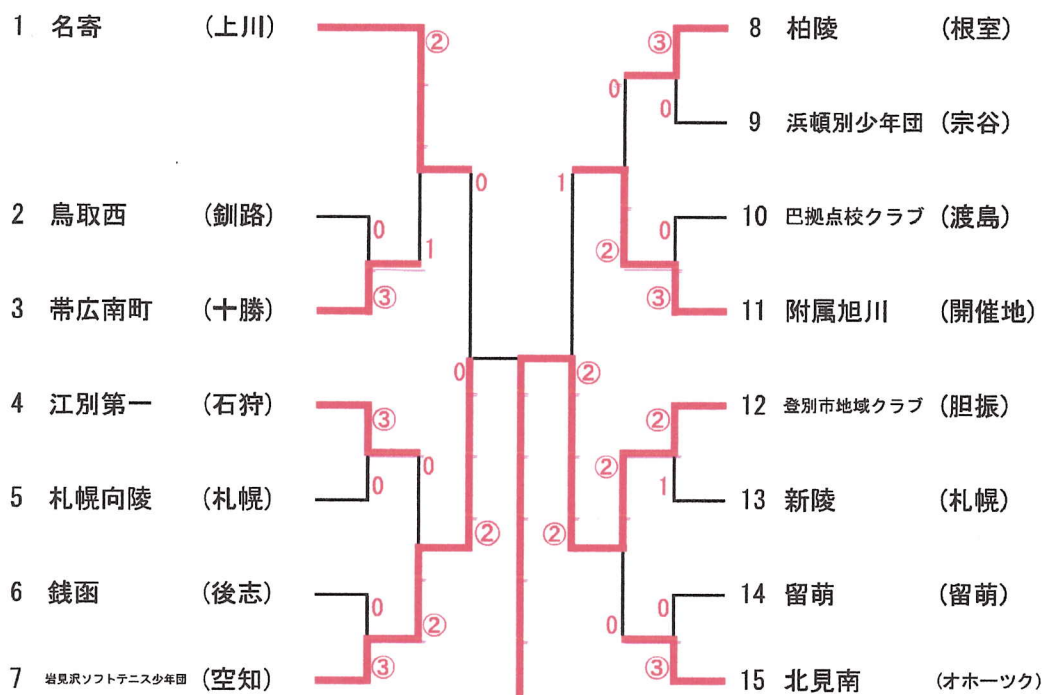 1 名寄 (上川)
②
2 鳥取西 (釧路)
0
3 帯広南町 (十勝)
③
1
0
4 江別第一 (石狩)
③
5 札幌向陵 (札幌)
0
0
6 銭函 (後志)
0
7 岩見沢ソフトテニス少年団 (空知)
③
②
②
0
8 柏陵 (根室)
③
9 浜頓別少年団 (宗谷)
0
0
10 巴拠点校クラブ (渡島)
0
11 附属旭川 (開催地)
③
②
1
12 登別市地域クラブ (胆振)
②
13 新陵 (札幌)
1
②
14 留萌 (留萌)
0
15 北見南 (オホーツク)
③
0
②
②